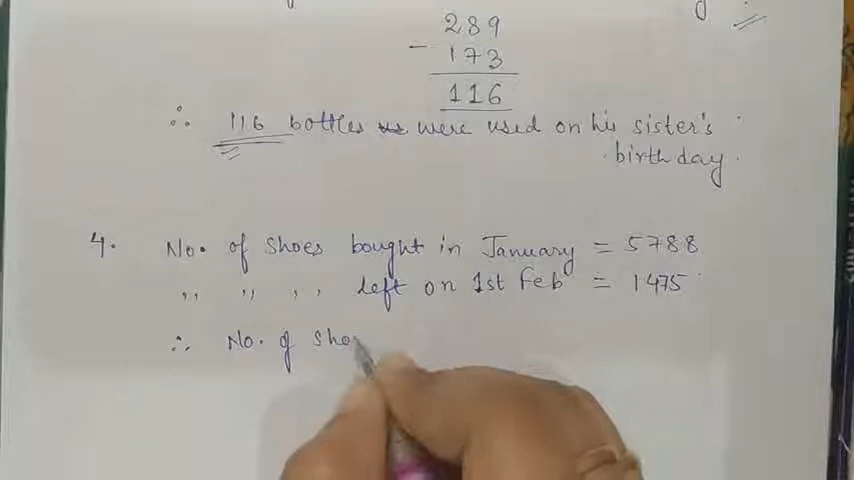 289
- 173
116
∴ 116 bottles were used on his sister's
birthday.
4. No. of shoes bought in January = 5788
,, ,, ,, left on 1st Feb = 1475
∴ No. of sho